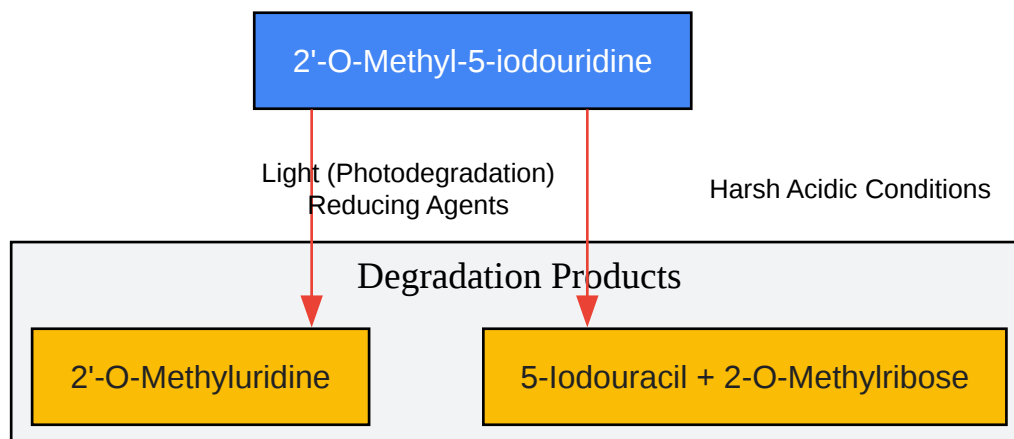 2'-O-Methyl-5-iodouridine
Light (Photodegradation)
Reducing Agents
Harsh Acidic Conditions
Degradation Products
2'-O-Methyluridine
5-Iodouracil + 2-O-Methylribose